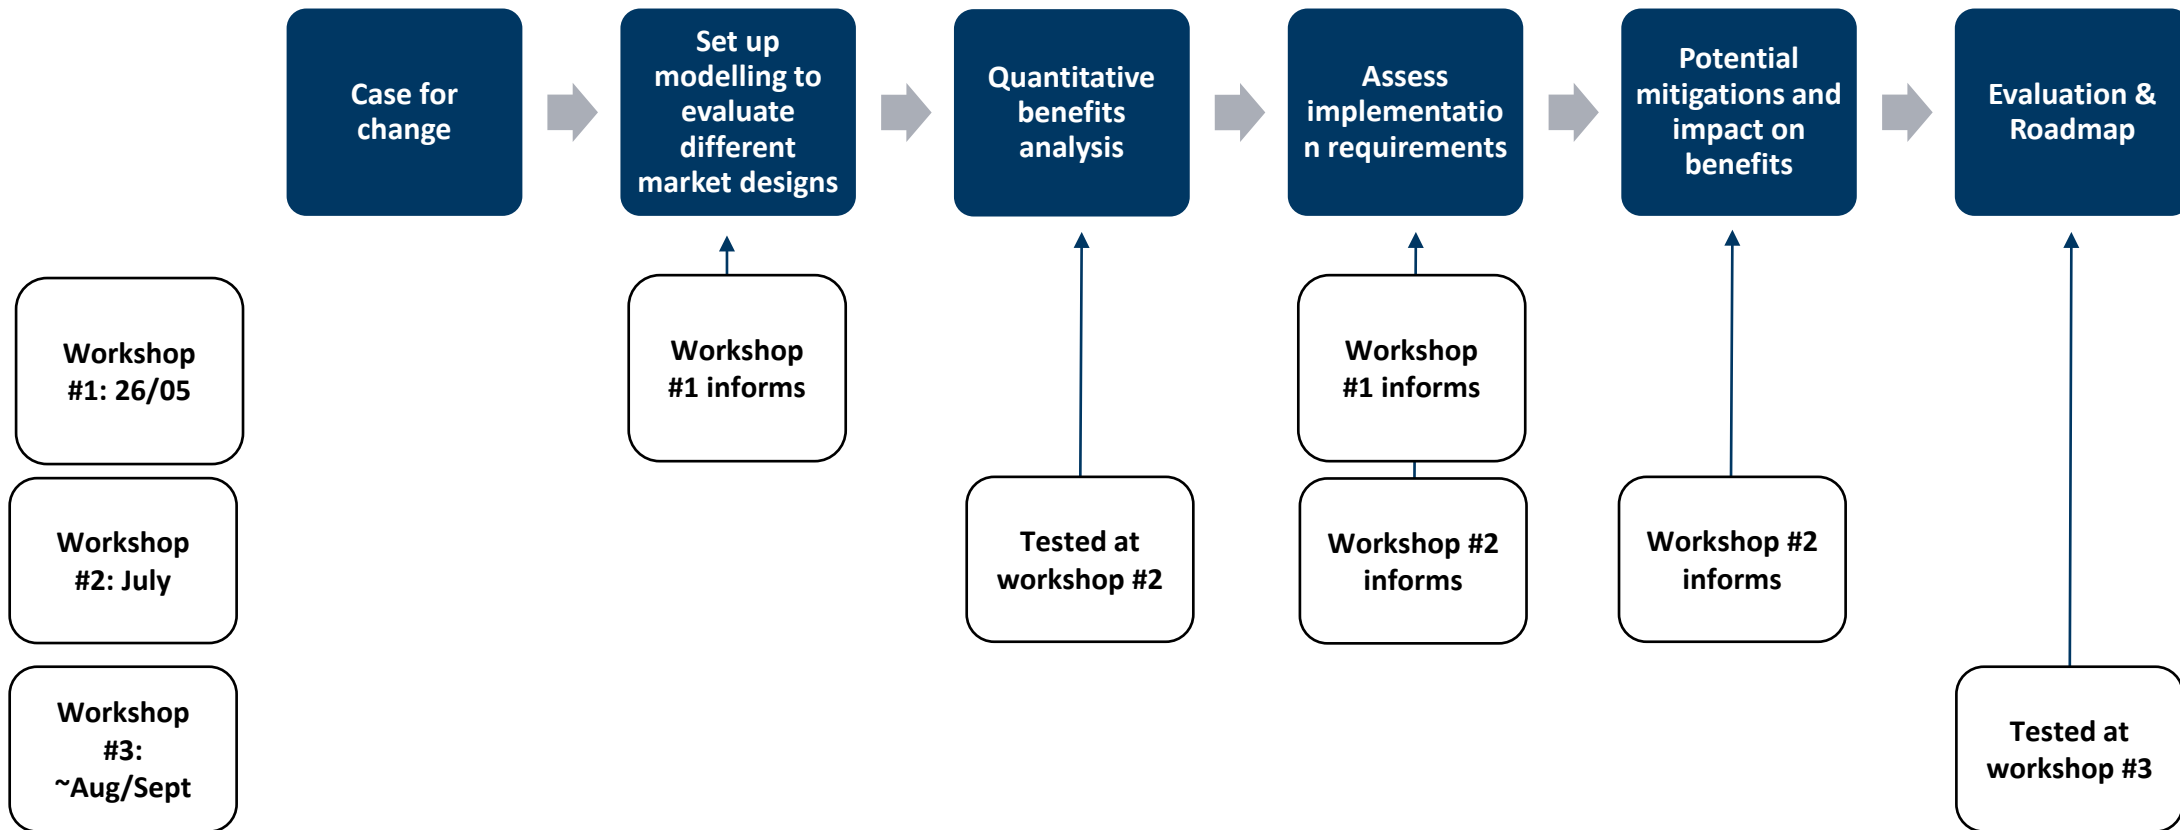 Case for
change
Set up
modelling to
evaluate
different
market designs
Quantitative
benefits
analysis
Assess
implementatio
n requirements
Potential
mitigations and
impact on
benefits
Evaluation &
Roadmap
Workshop
#1: 26/05
Workshop
#1 informs
Workshop
#1 informs
Workshop
#2: July
Tested at
workshop #2
Workshop #2
informs
Workshop #2
informs
Workshop
#3:
~Aug/Sept
Tested at
workshop #3